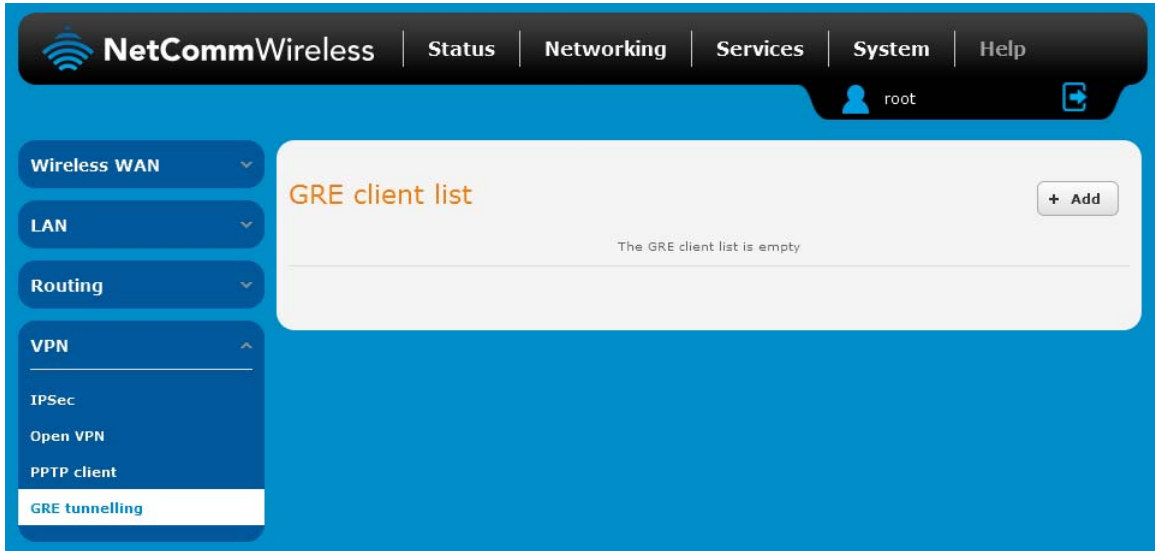 NetCommWireless Status Networking Services System Help
root
Wireless WAN
LAN
Routing
VPN
IPSec
Open VPN
PPTP client
GRE tunnelling
GRE client list
+ Add
The GRE client list is empty